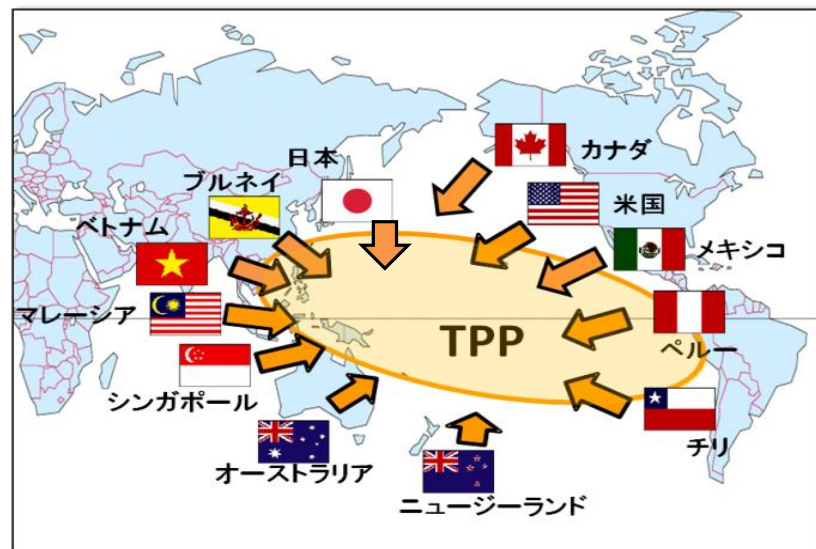 日本
カナダ
ブルネイ
米国
ベトナム
メキシコ
マレーシア
TPP
ペルー
シンガポール
チリ
オーストラリア
ニュージーランド